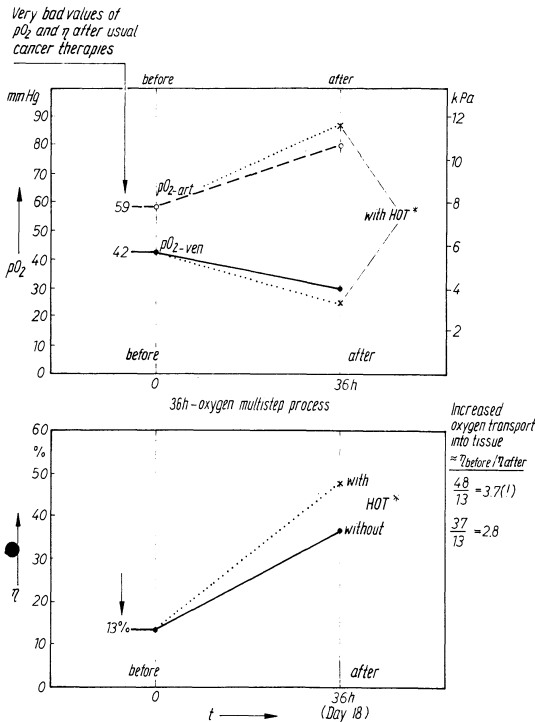 Very bad values of
pO₂ and η after usual
cancer therapies
before
after
mm Hg
kPa
90
80
70
60
50
40
30
20
10
0
12
10
8
6
4
2
pO₂
59
pO₂-art
42
pO₂-ven
with HOT *
before
after
0
36h
36h-oxygen multistep process
60
%
50
40
30
20
10
0
η
13%
with
HOT *
without
before
after
0
36h
(Day 18)
t
Increased
oxygen transport
into tissue
≈ ηbefore/ηafter
48/13 = 3.7(!)
37/13 = 2.8